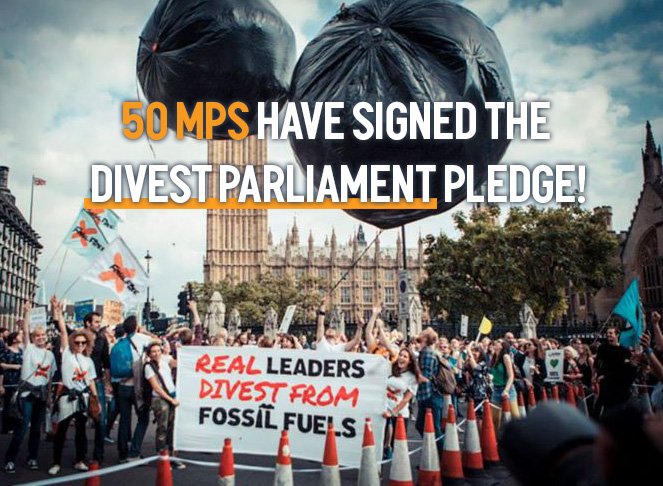 50 MPS HAVE SIGNED THE
DIVEST PARLIAMENT PLEDGE!
REAL LEADERS
DIVEST FROM
FOSSIL FUELS